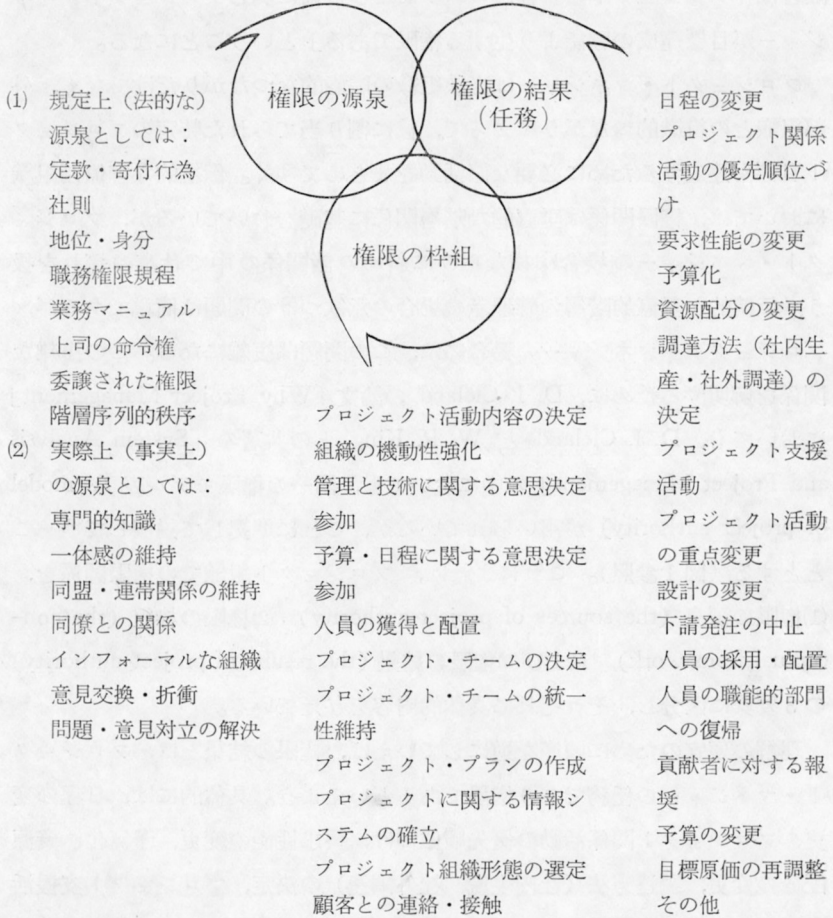 権限の源泉
権限の結果
(任務)
権限の枠組
(1) 規定上(法的な)
源泉としては:
定款・寄付行為
社則
地位・身分
職務権限規程
業務マニュアル
上司の命令権
委譲された権限
階層序列的秩序
(2) 実際上(事実上)
の源泉としては:
専門的知識
一体感の維持
同盟・連帯関係の維持
同僚との関係
インフォーマルな組織
意見交換・折衝
問題・意見対立の解決
プロジェクト活動内容の決定
組織の機動性強化
管理と技術に関する意思決定
参加
予算・日程に関する意思決定
参加
人員の獲得と配置
プロジェクト・チームの決定
プロジェクト・チームの統一
性維持
プロジェクト・プランの作成
プロジェクトに関する情報シ
ステムの確立
プロジェクト組織形態の選定
顧客との連絡・接触
日程の変更
プロジェクト関係
活動の優先順位づ
け
要求性能の変更
予算化
資源配分の変更
調達方法(社内生
産・社外調達)の
決定
プロジェクト支援
活動
プロジェクト活動
の重点変更
設計の変更
下請発注の中止
人員の採用・配置
人員の職能的部門
への復帰
貢献者に対する報
奨
予算の変更
目標原価の再調整
その他